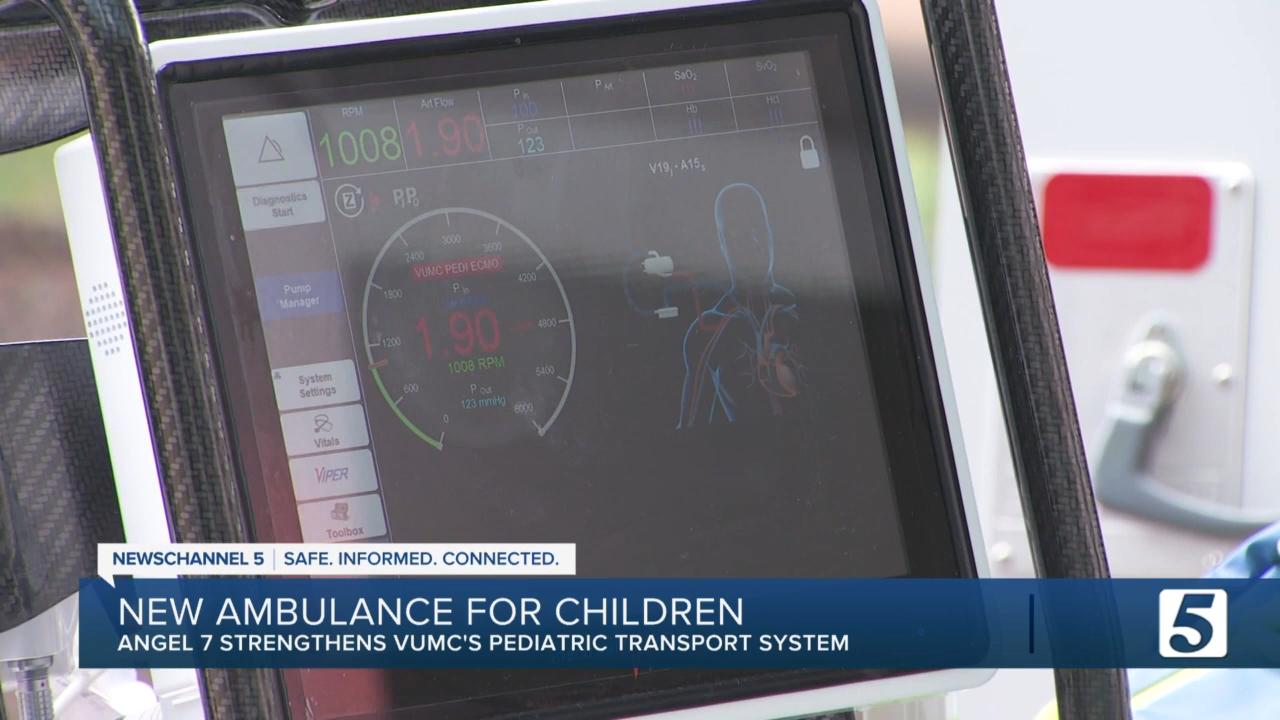 RPM
Art Flow
P in
P Art
SaO2
SvO2
1008
1.90
100
P out
123
Hb
Hct
Diagnostics
Start
V19j - A15s
3000
2400
3600
VUMC PEDI ECMO
1800
4200
Pump
Manager
P in
1.90
1200
4800
1008 RPM
System
Settings
600
5400
P out
123 mmHg
0
6000
Vitals
VIPER
Toolbox
NEWSCHANNEL 5 | SAFE. INFORMED. CONNECTED.
NEW AMBULANCE FOR CHILDREN
ANGEL 7 STRENGTHENS VUMC'S PEDIATRIC TRANSPORT SYSTEM
5